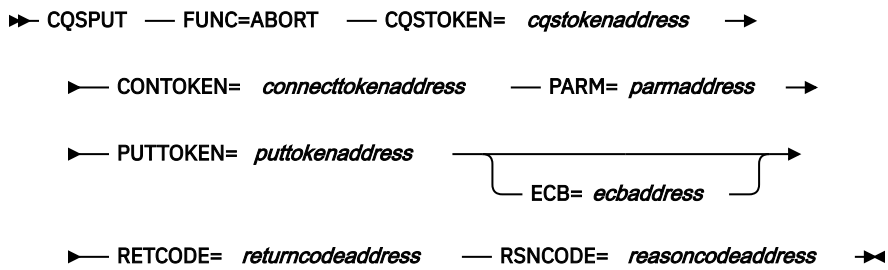 CQSPUT FUNC=ABORT CQSTOKEN= cqstokenaddress
CONTOKEN= connecttokenaddress PARM= parmaddress
PUTTOKEN= puttokenaddress
ECB= ecbaddress
RETCODE= returncodeaddress RSNCODE= reasoncodeaddress